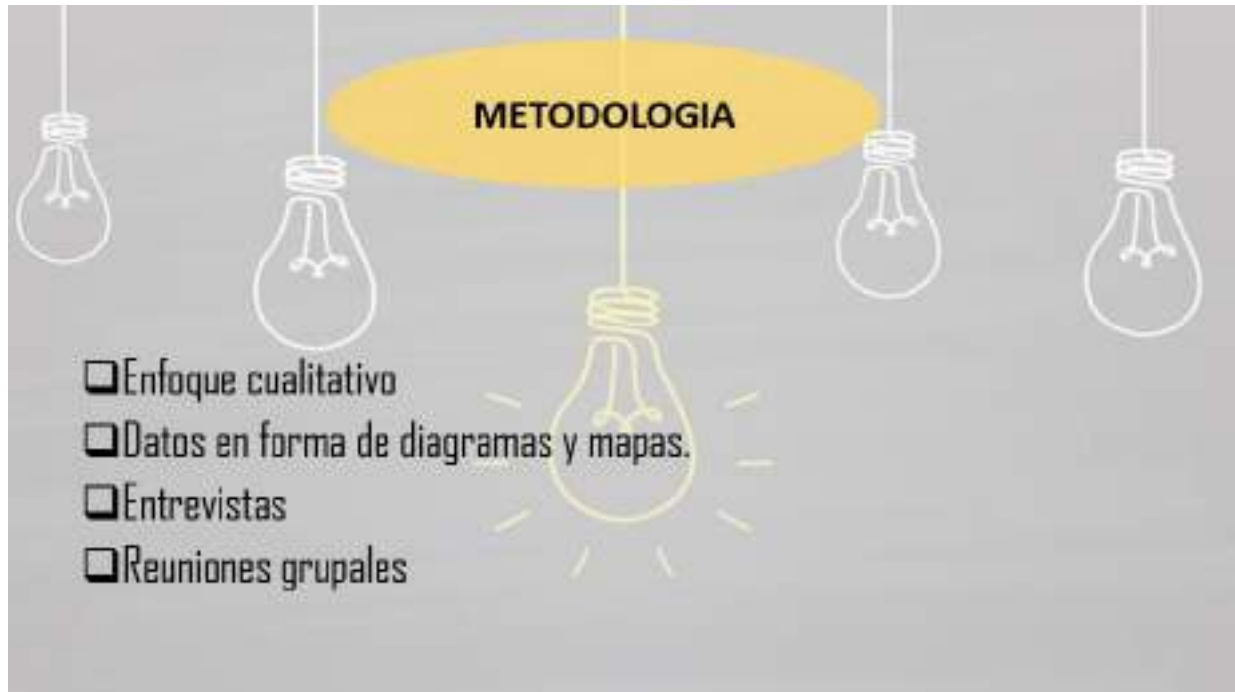 METODOLOGIA
❑Enfoque cualitativo
❑Datos en forma de diagramas y mapas.
❑Entrevistas
❑Reuniones grupales